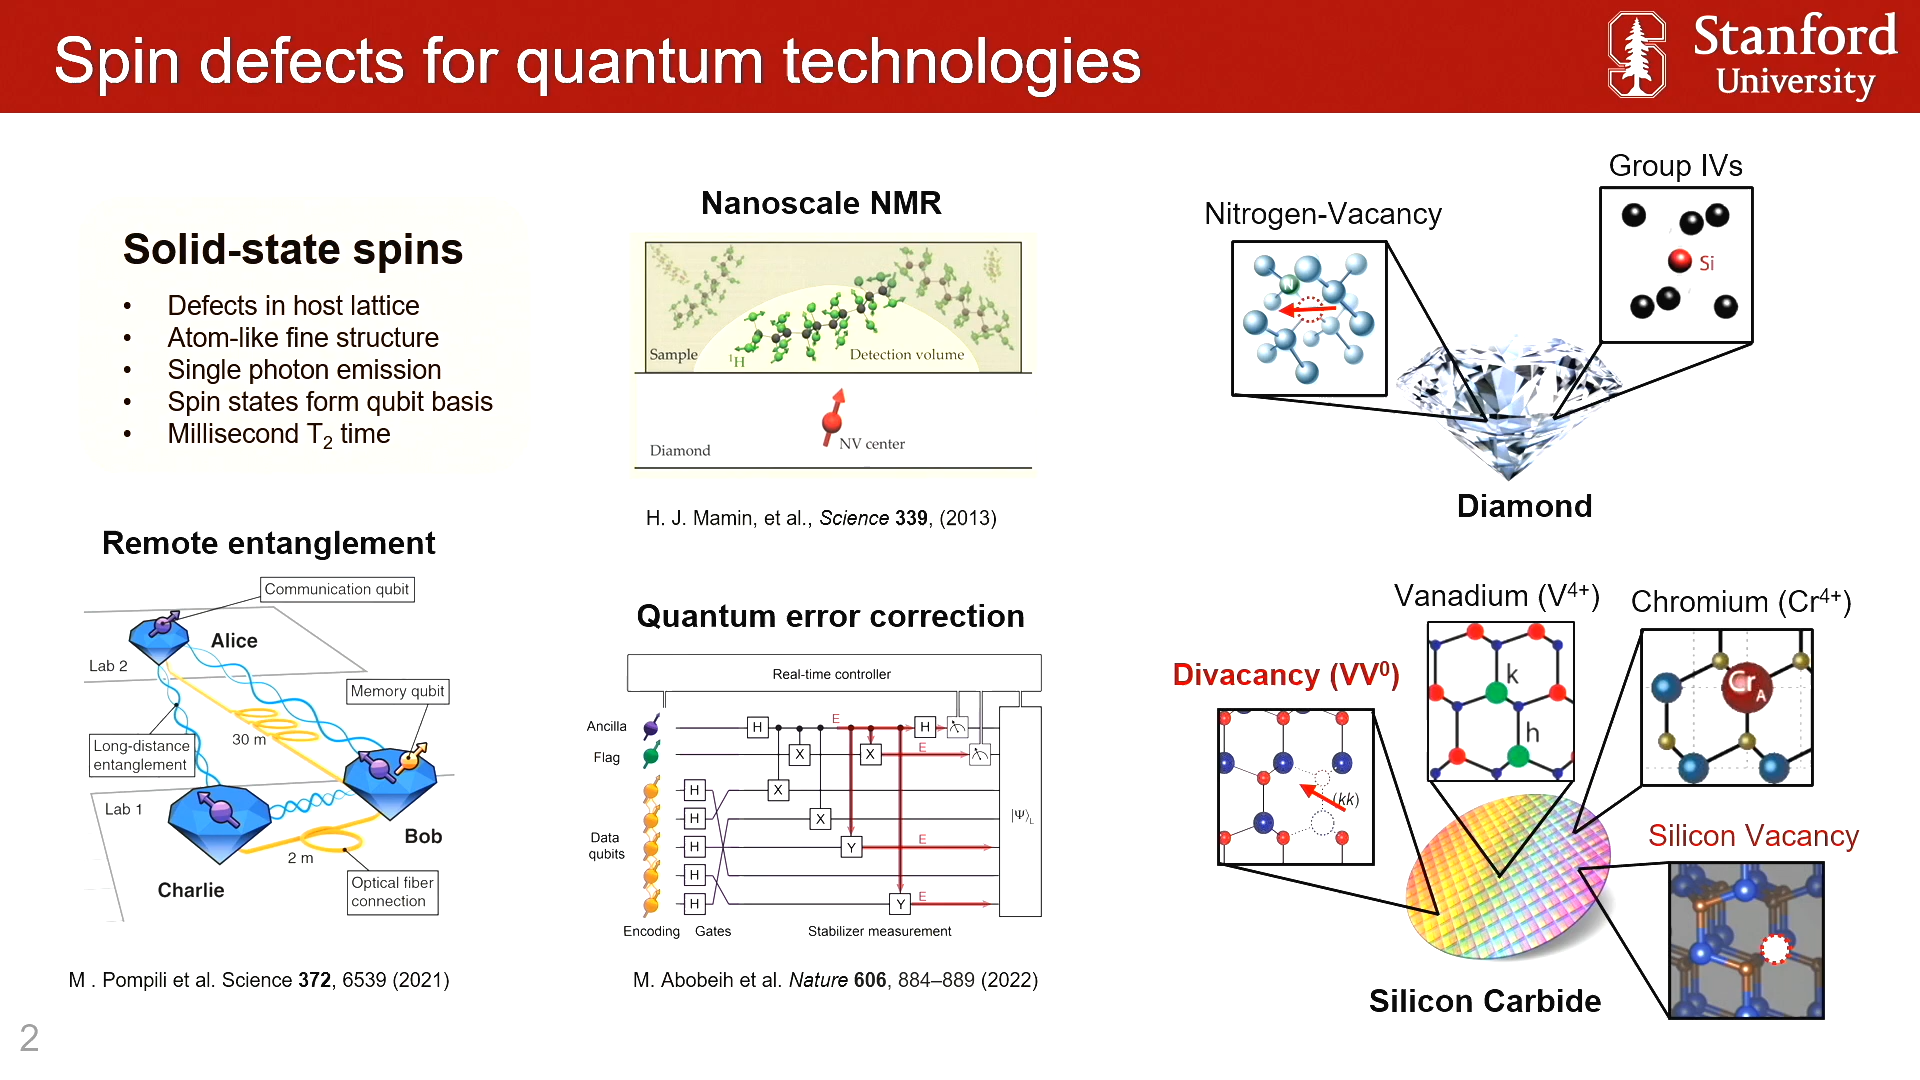 Spin defects for quantum technologies
Stanford
University
Solid-state spins
• Defects in host lattice
• Atom-like fine structure
• Single photon emission
• Spin states form qubit basis
• Millisecond T₂ time
Remote entanglement
Communication qubit
Alice
Lab 2
Memory qubit
30 m
Long-distance
entanglement
Lab 1
Bob
2 m
Charlie
Optical fiber
connection
M . Pompili et al. Science 372, 6539 (2021)
Nanoscale NMR
Sample
¹H
Detection volume
NV center
Diamond
H. J. Mamin, et al., Science 339, (2013)
Quantum error correction
Real-time controller
Ancilla
H
E
H
Flag
X
X
E
H
X
H
X
|Ψ⟩L
Data
qubits
H
Y
E
H
H
Y
E
Encoding
Gates
Stabilizer measurement
M. Abobeih et al. Nature 606, 884–889 (2022)
Nitrogen-Vacancy
N
Group IVs
Si
Diamond
Vanadium (V⁴⁺)
k
h
Chromium (Cr⁴⁺)
CrA
Divacancy (VV⁰)
(kk)
Silicon Vacancy
Silicon Carbide
2